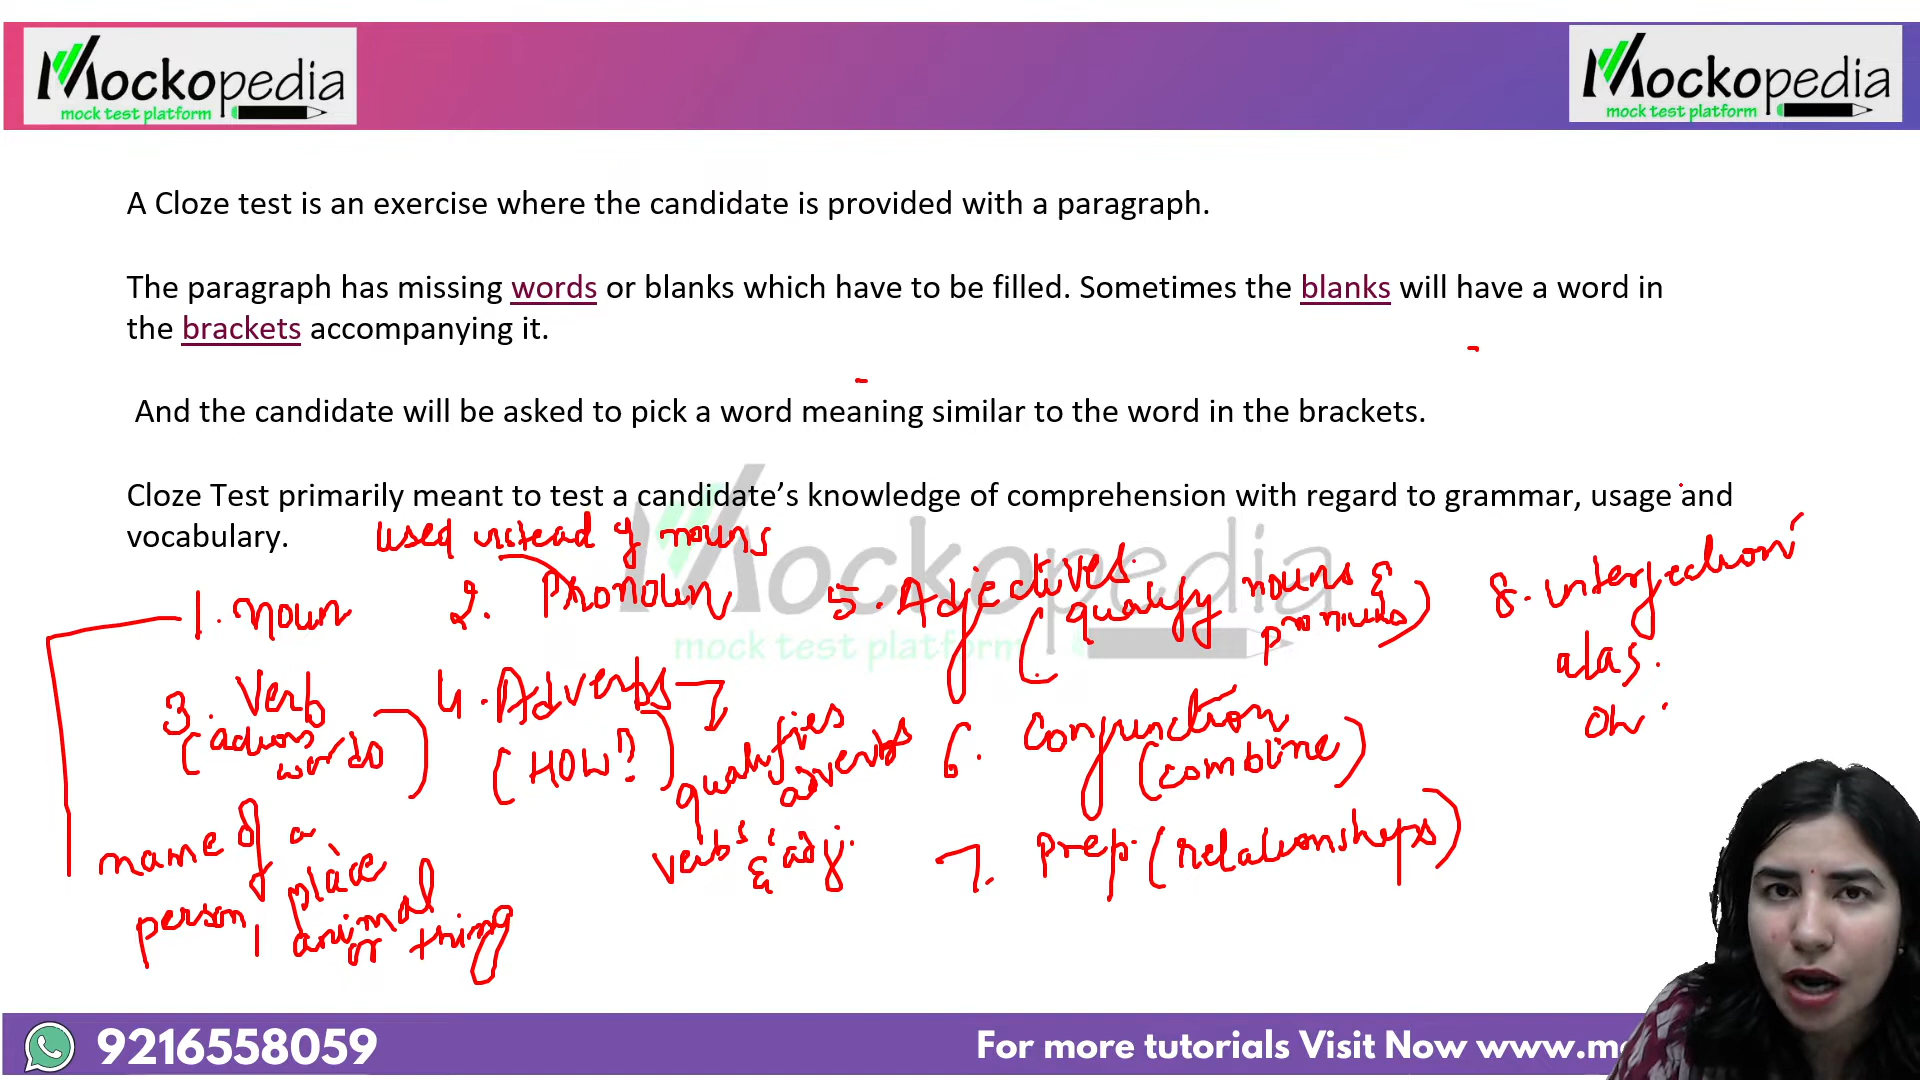 Mockopedia
mock test platform
Mockopedia
mock test platform
A Cloze test is an exercise where the candidate is provided with a paragraph.
The paragraph has missing words or blanks which have to be filled. Sometimes the blanks will have a word in
the brackets accompanying it.
And the candidate will be asked to pick a word meaning similar to the word in the brackets.
Cloze Test primarily meant to test a candidate's knowledge of comprehension with regard to grammar, usage and
vocabulary.
Mockopedia
mock test platform
used instead of nouns
1. noun
2. Pronoun
5. Adjectives
(qualify nouns &
pronouns)
8. interjection
alas.
oh
3. Verb
(actions
words)
4. Adverbs
(HOW?)
qualifies
adverbs
verbs & adj.
6. Conjunction
(combine)
7. Prep. (relationships)
name of a
person, place
animal
or thing
9216558059
For more tutorials Visit Now www.m